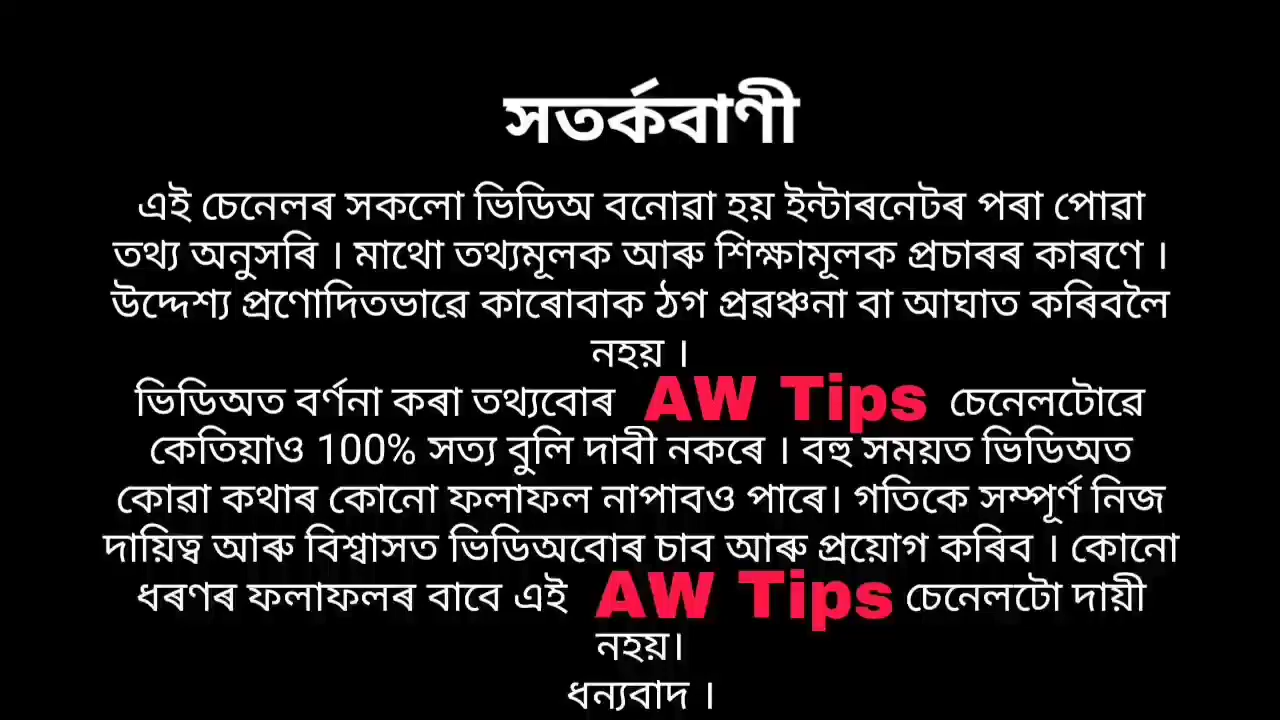 সতৰ্কবাণী
এই চেনেলৰ সকলো ভিডিঅ বনোৱা হয় ইন্টাৰনেটৰ পৰা পোৱা
তথ্য অনুসৰি । মাথো তথ্যমূলক আৰু শিক্ষামূলক প্ৰচাৰৰ কাৰণে ।
উদ্দেশ্য প্ৰণোদিতভাৱে কাৰোবাক ঠগ প্ৰৱঞ্চনা বা আঘাত কৰিবলৈ
নহয় ।
ভিডিঅত বৰ্ণনা কৰা তথ্যবোৰ AW Tips চেনেলটোৱে
কেতিয়াও 100% সত্য বুলি দাবী নকৰে । বহু সময়ত ভিডিঅত
কোৱা কথাৰ কোনো ফলাফল নাপাবও পাৰে। গতিকে সম্পূৰ্ণ নিজ
দায়িত্ব আৰু বিশ্বাসত ভিডিঅবোৰ চাব আৰু প্ৰয়োগ কৰিব । কোনো
ধৰণৰ ফলাফলৰ বাবে এই AW Tips চেনেলটো দায়ী
নহয়।
ধন্যবাদ ।